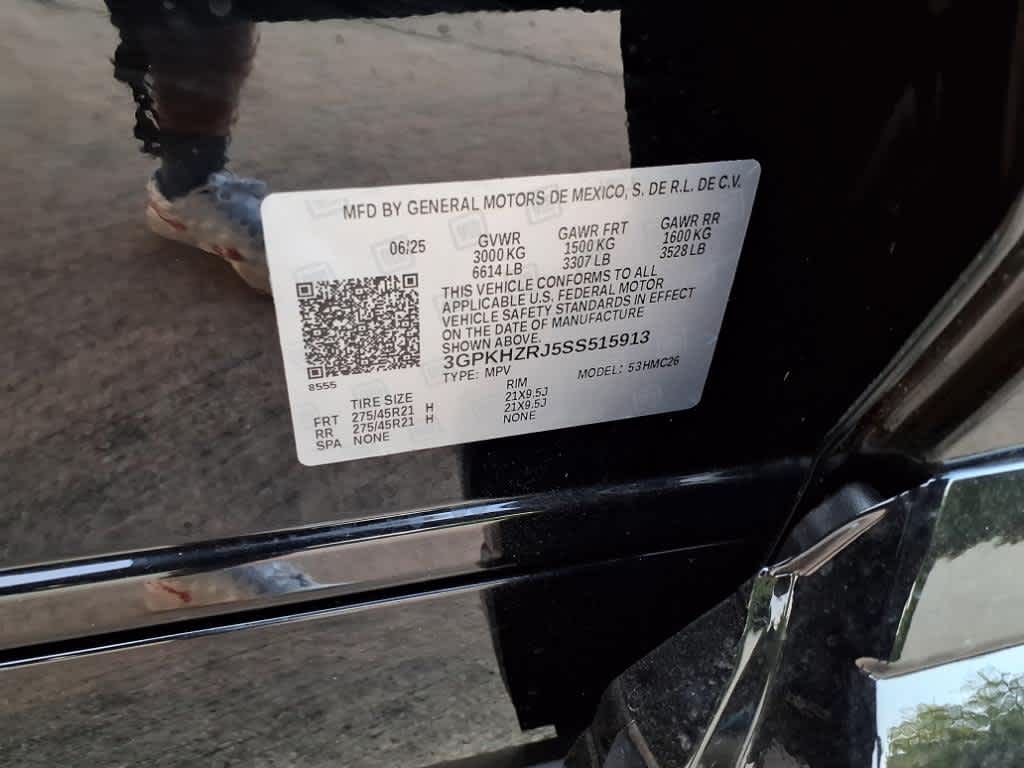 MFD BY GENERAL MOTORS DE MEXICO, S. DE R.L. DE C.V.
06/25 GVWR GAWR FRT GAWR RR
3000 KG 1500 KG 1600 KG
6614 LB 3307 LB 3528 LB
THIS VEHICLE CONFORMS TO ALL
APPLICABLE U.S. FEDERAL MOTOR
VEHICLE SAFETY STANDARDS IN EFFECT
ON THE DATE OF MANUFACTURE
SHOWN ABOVE.
3GPKHZRJ5SS515913
TYPE: MPV MODEL: 53HMC26
8555
TIRE SIZE RIM
FRT 275/45R21 H 21X9.5J
RR 275/45R21 H 21X9.5J
SPA NONE NONE